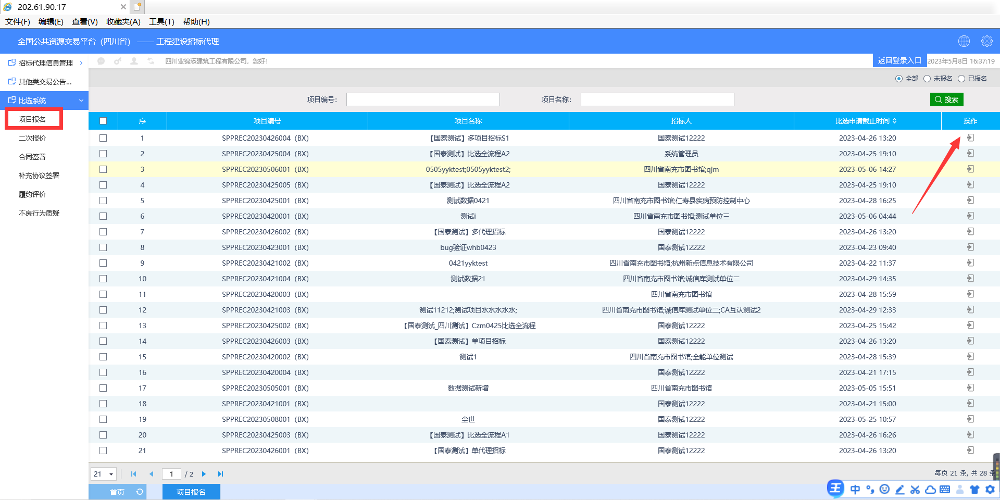 202.61.90.17
文件(F) 编辑(E) 查看(V) 收藏夹(A) 工具(T) 帮助(H)
全国公共资源交易平台（四川省） —— 工程建设招标代理
招标代理信息管理
四川业锦添建筑工程有限公司，您好!
返回登录入口
2023年5月8日 16:37:19
其他类交易公告...
全部 未报名 已报名
比选系统
项目编号: 项目名称: 搜索
项目报名
二次报价
合同签署
补充协议签署
履约评价
不良行为质疑
序 项目编号 项目名称 招标人 比选申请截止时间 操作
1 SPPREC20230426004（BX） 【国泰测试】多项目招标S1 国泰测试12222 2023-04-26 13:20
2 SPPREC20230425004（BX） 【国泰测试】比选全流程A2 系统管理员 2023-04-25 19:10
3 SPPREC20230506001（BX） 0505yyktest;0505yyktest2; 四川省南充市图书馆;qjm 2023-05-06 14:27
4 SPPREC20230425005（BX） 【国泰测试】比选全流程A2 国泰测试12222 2023-04-25 19:10
5 SPPREC20230425001（BX） 测试数据0421 四川省南充市图书馆;仁寿县疾病预防控制中心 2023-04-28 16:25
6 SPPREC20230420001（BX） 测试i 四川省南充市图书馆;测试单位三 2023-05-06 04:44
7 SPPREC20230426002（BX） 【国泰测试】多代理招标 国泰测试12222 2023-04-26 13:20
8 SPPREC20230423001（BX） bug验证whb0423 国泰测试12222 2023-04-23 09:40
9 SPPREC20230421002（BX） 0421yyktest 四川省南充市图书馆;杭州新点信息技术有限公司 2023-04-22 11:37
10 SPPREC20230421004（BX） 测试数据21 四川省南充市图书馆;诚信库测试单位二 2023-04-29 14:35
11 SPPREC20230420003（BX） 四川省南充市图书馆 2023-04-28 15:59
12 SPPREC20230421003（BX） 测试11212;测试项目水水水水水; 四川省南充市图书馆;诚信库测试单位二;CA互认测试2 2023-04-29 12:33
13 SPPREC20230425002（BX） 【国泰测试_四川测试】Czm0425比选全流程 国泰测试12222 2023-04-25 15:42
14 SPPREC20230426003（BX） 【国泰测试】单项目招标 国泰测试12222 2023-04-26 13:20
15 SPPREC20230420002（BX） 测试1 四川省南充市图书馆;全能单位测试 2023-04-28 15:39
16 SPPREC20230420004（BX） 国泰测试12222 2023-04-21 17:15
17 SPPREC20230505001（BX） 数据测试新增 四川省南充市图书馆 2023-05-05 15:51
18 SPPREC20230421001（BX） 国泰测试12222 2023-04-21 15:00
19 SPPREC20230508001（BX） 尘世 国泰测试12222 2023-05-25 10:57
20 SPPREC20230425003（BX） 【国泰测试】比选全流程A1 国泰测试12222 2023-04-26 16:26
21 SPPREC20230426001（BX） 【国泰测试】单代理招标 国泰测试12222 2023-04-26 13:20
21 1 / 2 每页 21 条, 共 28 条
首页 项目报名
王 中